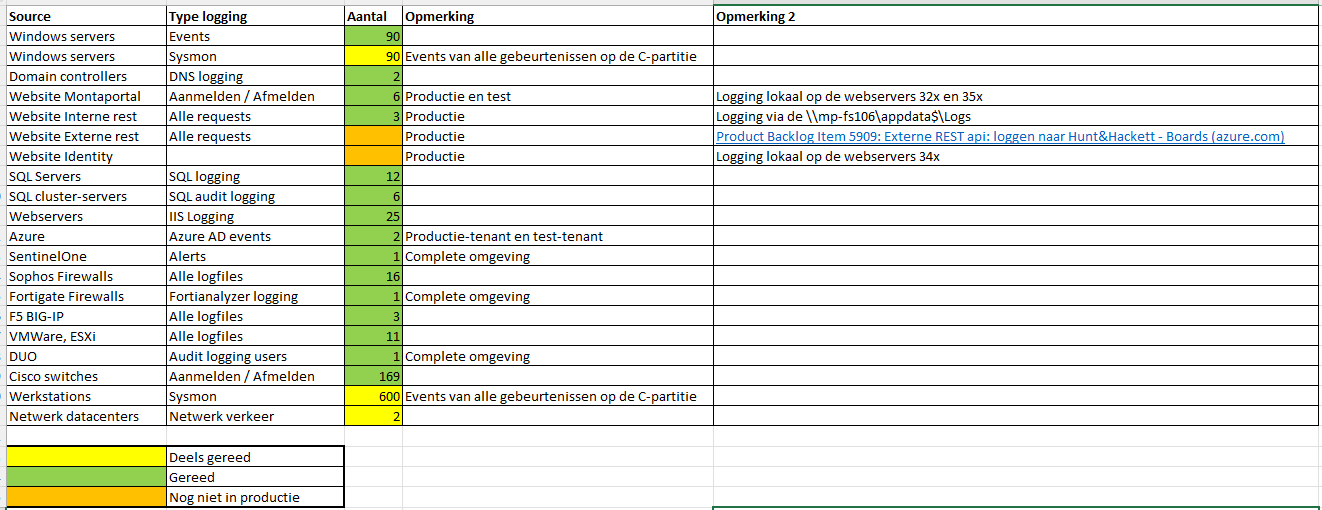 Source Type logging Aantal Opmerking Opmerking 2
Windows servers Events 90
Windows servers Sysmon 90 Events van alle gebeurtenissen op de C-partitie
Domain controllers DNS logging 2
Website Montaportal Aanmelden / Afmelden 6 Productie en test Logging lokaal op de webservers 32x en 35x
Website Interne rest Alle requests 3 Productie Logging via de \\mp-fs106\appdata$\Logs
Website Externe rest Alle requests Productie Product Backlog Item 5909: Externe REST api: loggen naar Hunt&Hackett - Boards (azure.com)
Website Identity Productie Logging lokaal op de webservers 34x
SQL Servers SQL logging 12
SQL cluster-servers SQL audit logging 6
Webservers IIS Logging 25
Azure Azure AD events 2 Productie-tenant en test-tenant
SentinelOne Alerts 1 Complete omgeving
Sophos Firewalls Alle logfiles 16
Fortigate Firewalls Fortianalyzer logging 1 Complete omgeving
F5 BIG-IP Alle logfiles 3
VMWare, ESXi Alle logfiles 11
DUO Audit logging users 1 Complete omgeving
Cisco switches Aanmelden / Afmelden 169
Werkstations Sysmon 600 Events van alle gebeurtenissen op de C-partitie
Netwerk datacenters Netwerk verkeer 2
Deels gereed
Gereed
Nog niet in productie